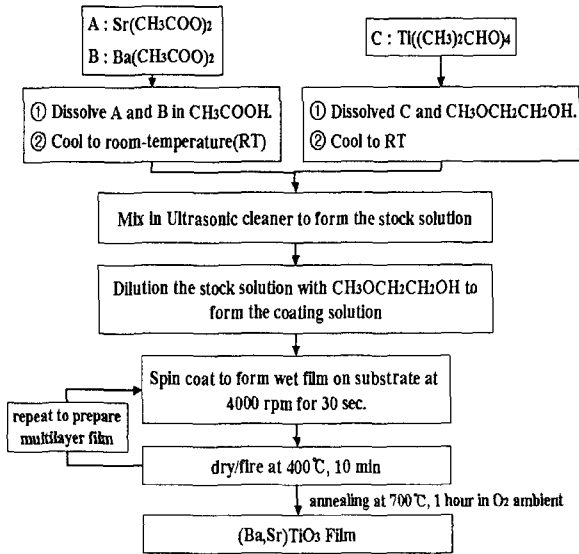 A : Sr(CH3COO)2
B : Ba(CH3COO)2
C : Ti((CH3)2CHO)4
① Dissolve A and B in CH3COOH.
② Cool to room-temperature(RT)
① Dissolved C and CH3OCH2CH2OH.
② Cool to RT
Mix in Ultrasonic cleaner to form the stock solution
Dilution the stock solution with CH3OCH2CH2OH to
form the coating solution
Spin coat to form wet film on substrate at
4000 rpm for 30 sec.
repeat to prepare
multilayer film
dry/fire at 400℃, 10 min
annealing at 700℃, 1 hour in O2 ambient
(Ba,Sr)TiO3 Film